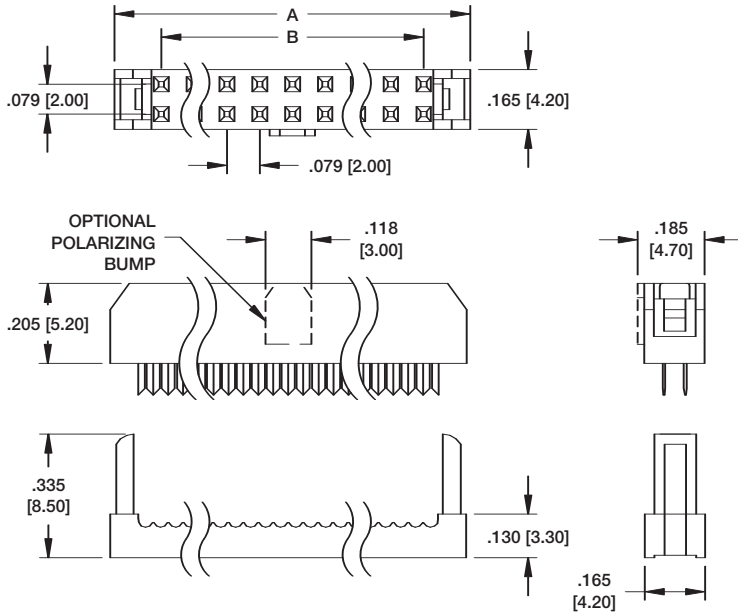 A
B
.079 [2.00]
.165 [4.20]
.079 [2.00]
OPTIONAL
POLARIZING
BUMP
.118
[3.00]
.185
[4.70]
.205 [5.20]
.335
[8.50]
.130 [3.30]
.165
[4.20]